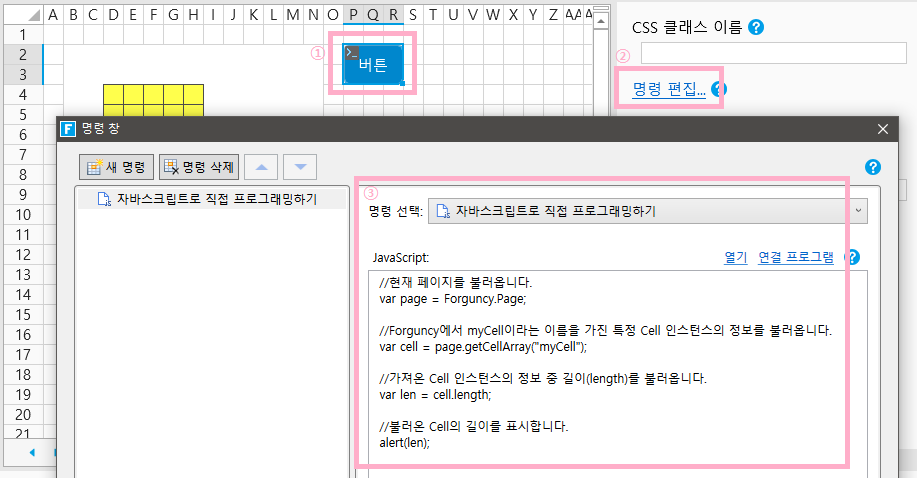 A B C D E F G H I J K L M N O P Q R S T U V W X Y Z AA AB
1
2
3
4
5
6
7
8
9
10
11
12
13
14
15
16
17
18
19
20
21
①
버튼
CSS 클래스 이름 ?
②
명령 편집... ?
F 명령 창
새 명령 명령 삭제 ?
자바스크립트로 직접 프로그래밍하기
③
명령 선택: 자바스크립트로 직접 프로그래밍하기
JavaScript: 열기 연결 프로그램 ?
//현재 페이지를 불러옵니다.
var page = Forguncy.Page;
//Forguncy에서 myCell이라는 이름을 가진 특정 Cell 인스턴스의 정보를 불러옵니다.
var cell = page.getCellArray("myCell");
//가져온 Cell 인스턴스의 정보 중 길이(length)를 불러옵니다.
var len = cell.length;
//불러온 Cell의 길이를 표시합니다.
alert(len);